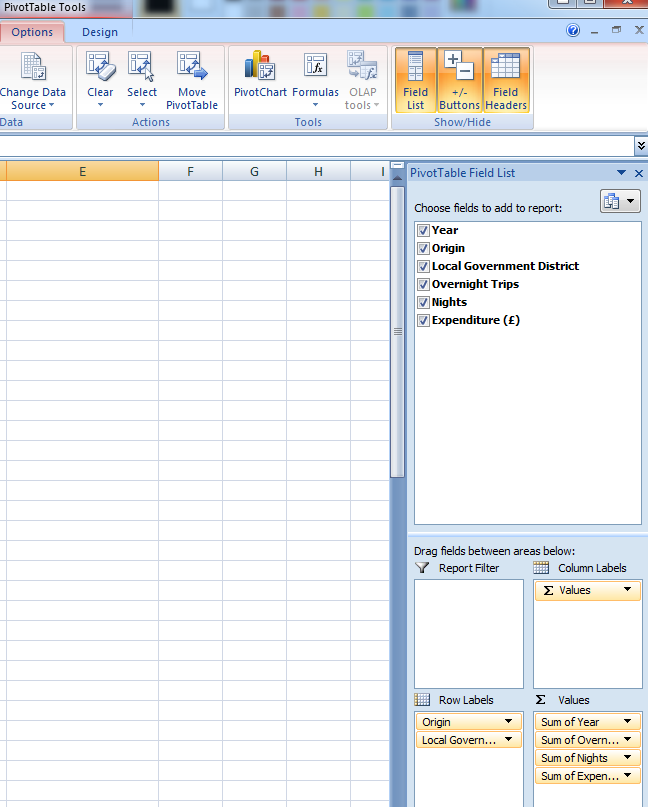 PivotTable Tools
Options Design
Change Data Source
Clear
Select
Move PivotTable
PivotChart
Formulas
OLAP tools
Field List
+/- Buttons
Field Headers
Data
Actions
Tools
Show/Hide
E F G H I
PivotTable Field List
Choose fields to add to report:
Year
Origin
Local Government District
Overnight Trips
Nights
Expenditure (£)
Drag fields between areas below:
Report Filter
Column Labels
Σ Values
Row Labels
Σ Values
Origin
Local Govern...
Sum of Year
Sum of Overn...
Sum of Nights
Sum of Expen...